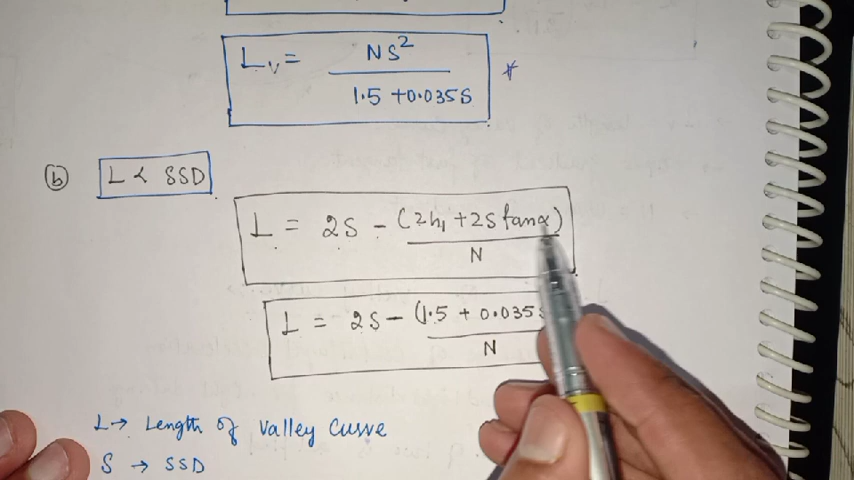 Lv = NS² / 1.5 + 0.035S *
(b) L < SSD
L = 2S - (2h₁ + 2S tanα) / N
L = 2S - (1.5 + 0.035S / N
L → Length of Valley Curve
S → SSD